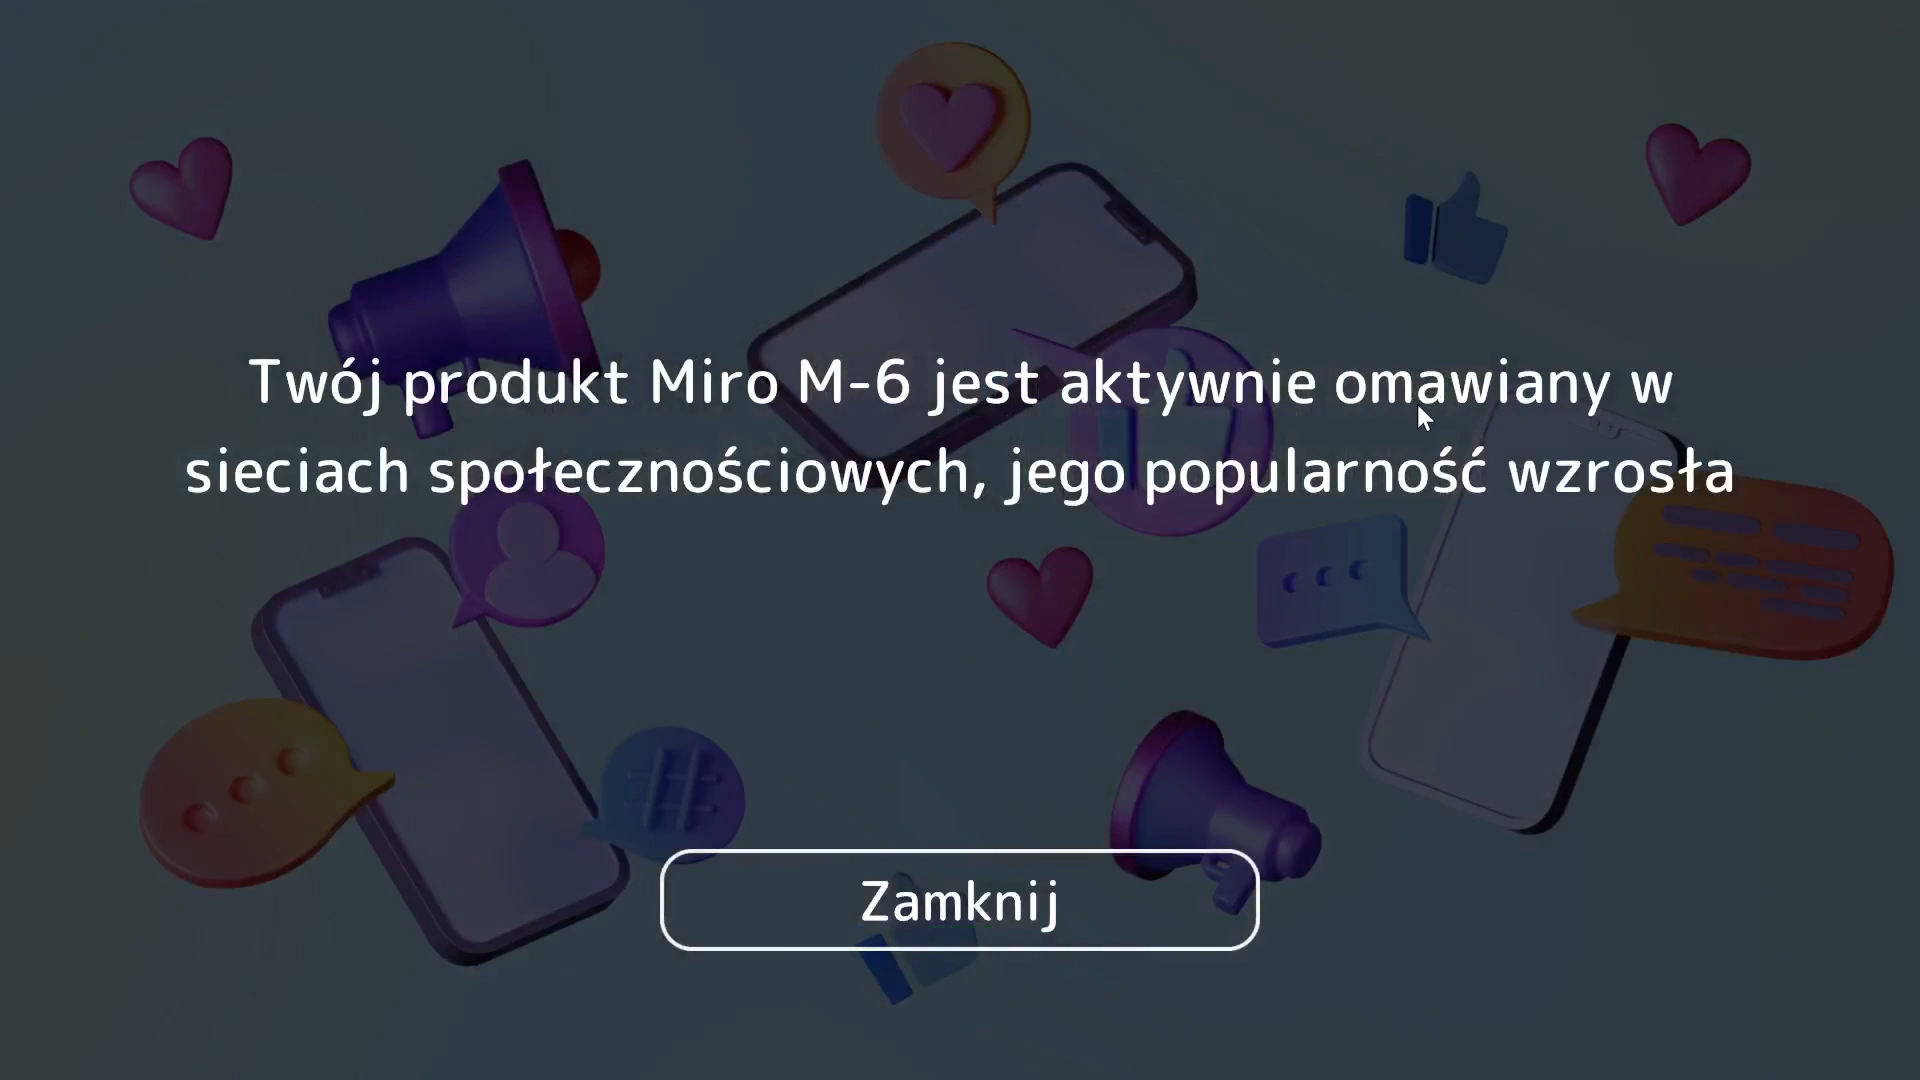 Twój produkt Miro M-6 jest aktywnie omawiany w
sieciach społecznościowych, jego popularność wzrosła
Zamknij